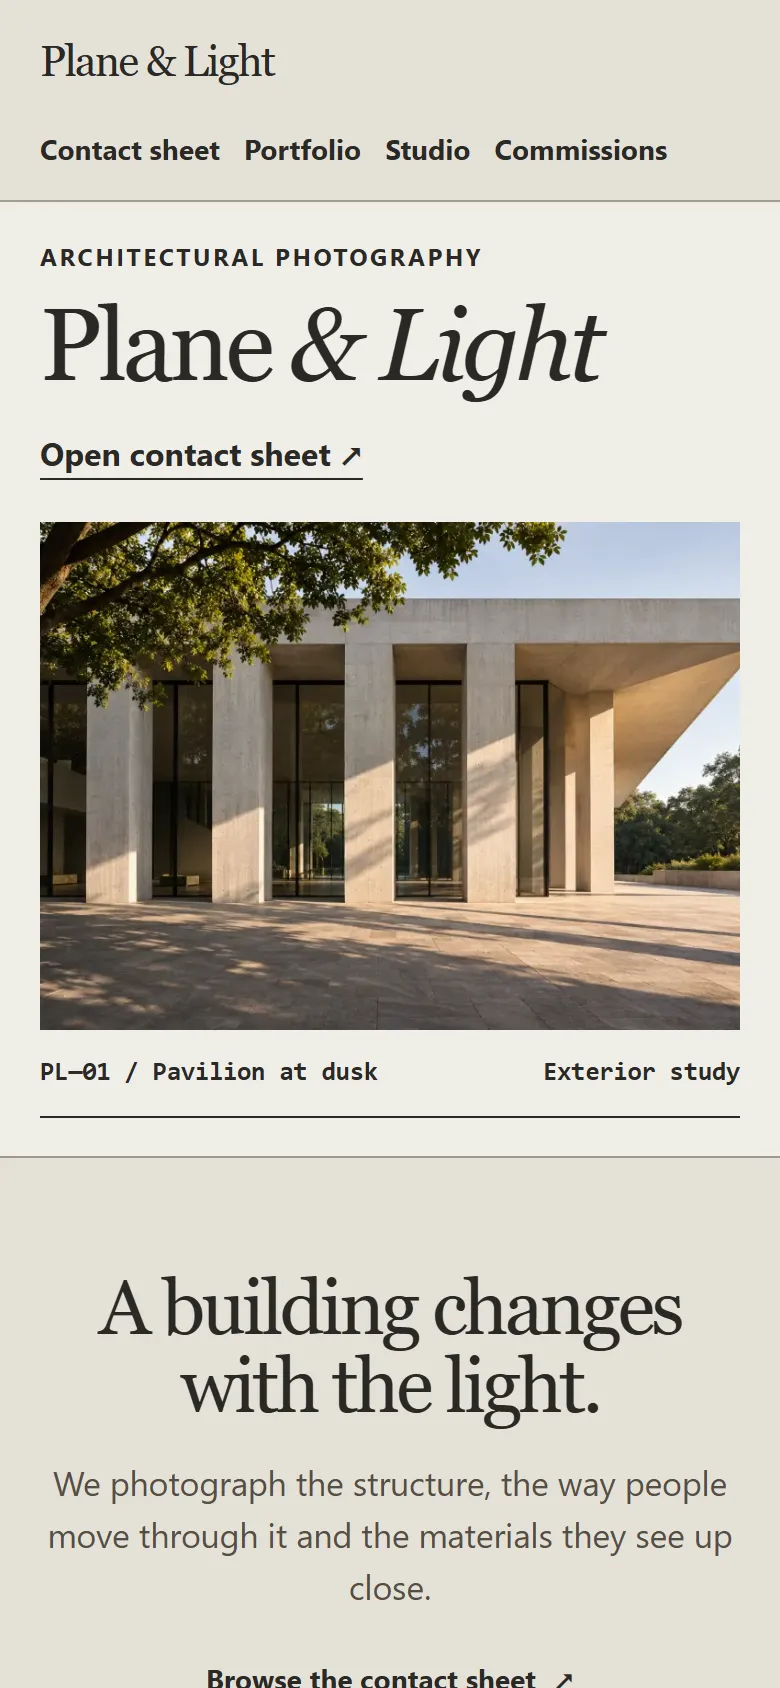 Plane & Light
Contact sheet Portfolio Studio Commissions
ARCHITECTURAL PHOTOGRAPHY
Plane & Light
Open contact sheet ↗
PL—01 / Pavilion at dusk Exterior study
A building changes
with the light.
We photograph the structure, the way people
move through it and the materials they see up
close.
Browse the contact sheet ↗